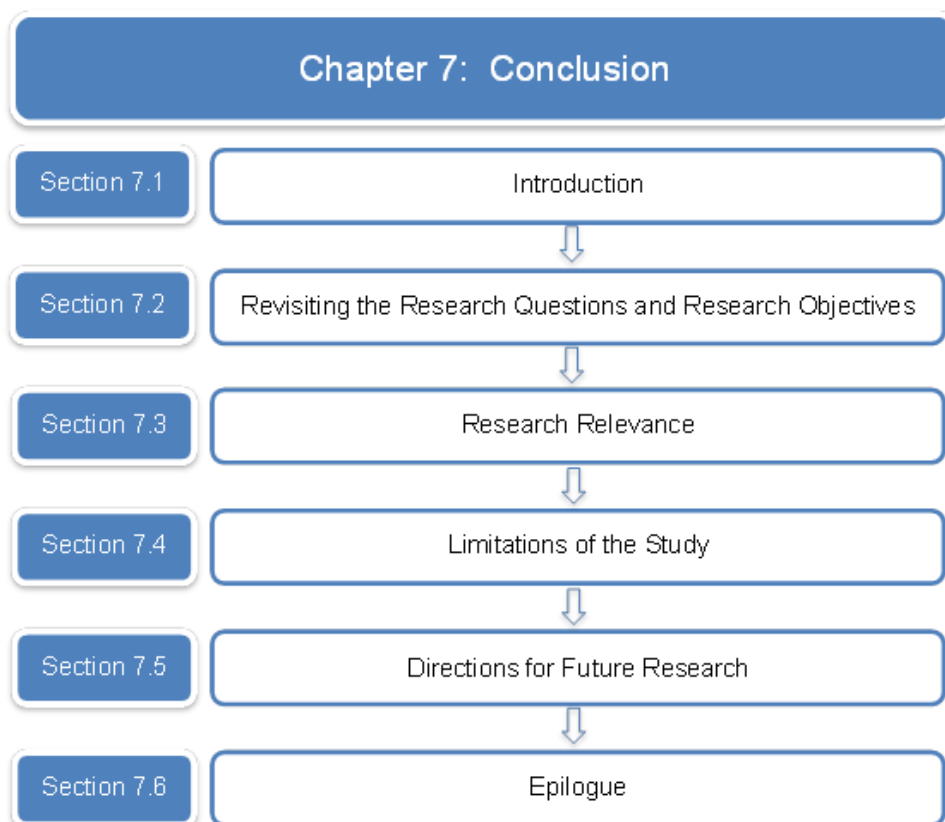 Chapter 7: Conclusion
Section 7.1
Introduction
Section 7.2
Revisiting the Research Questions and Research Objectives
Section 7.3
Research Relevance
Section 7.4
Limitations of the Study
Section 7.5
Directions for Future Research
Section 7.6
Epilogue